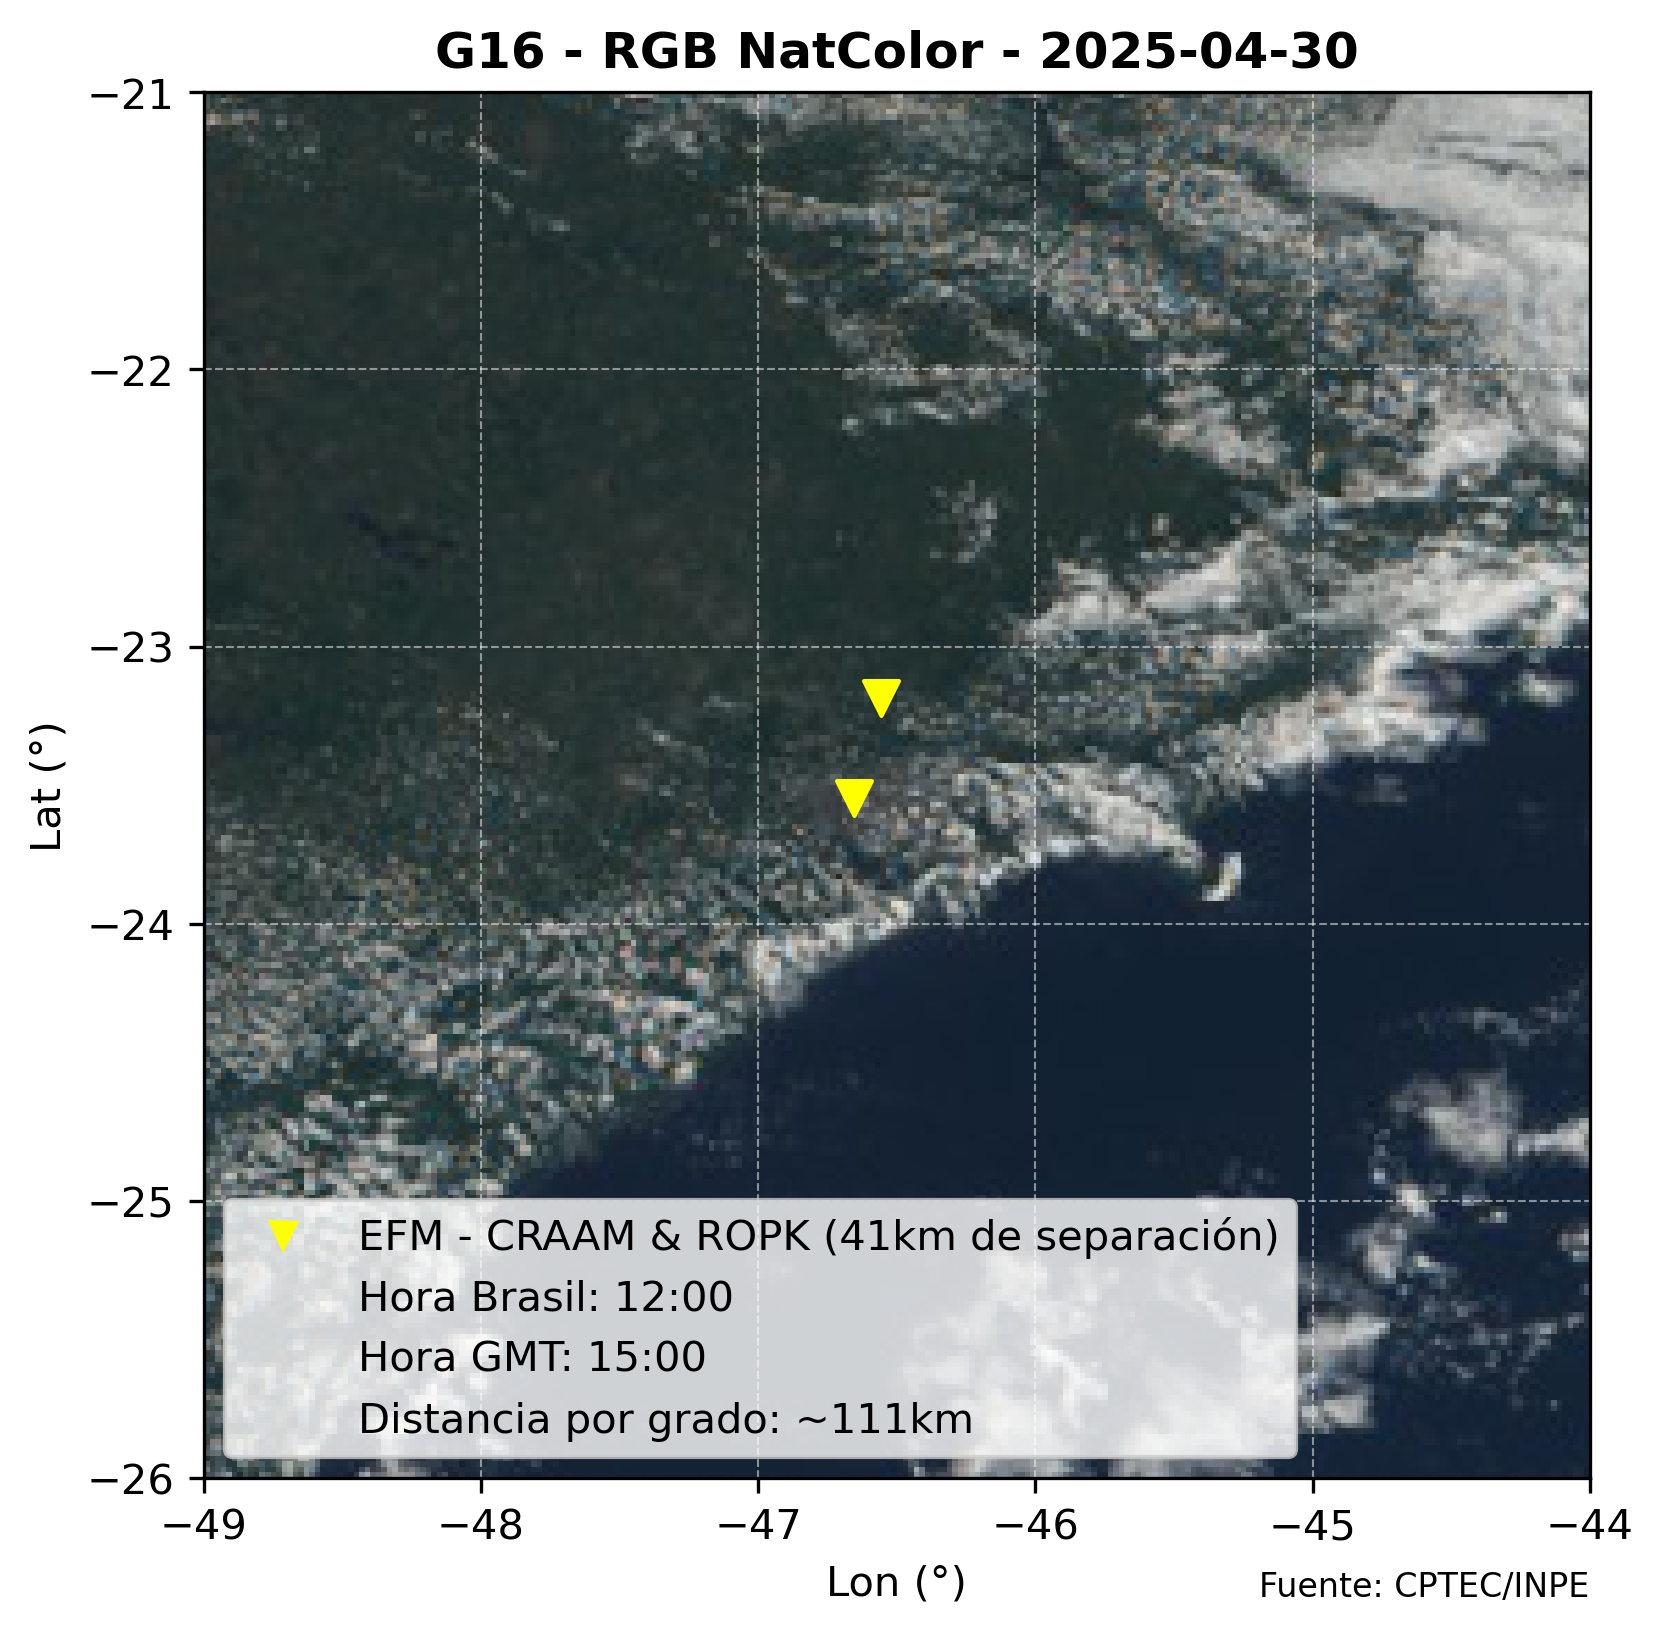 G16 - RGB NatColor - 2025-04-30
−21
−22
−23
−24
−25
−26
Lat (°)
EFM - CRAAM & ROPK (41km de separación)
Hora Brasil: 12:00
Hora GMT: 15:00
Distancia por grado: ~111km
−49 −48 −47 −46 −45 −44
Lon (°)
Fuente: CPTEC/INPE